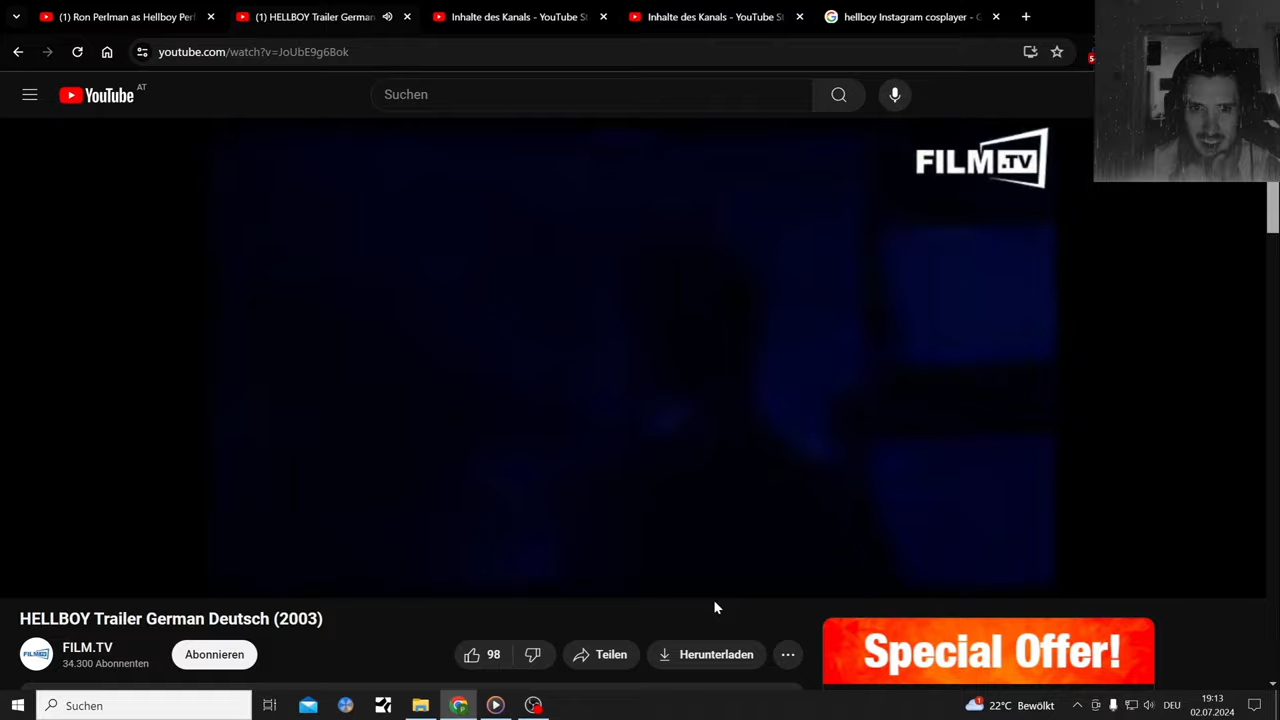 (1) Ron Perlman as Hellboy Perf
(1) HELLBOY Trailer German
Inhalte des Kanals - YouTube St
Inhalte des Kanals - YouTube St
hellboy Instagram cosplayer - G
youtube.com/watch?v=JoUbE9g6Bok
YouTube AT
Suchen
FILM.TV
HELLBOY Trailer German Deutsch (2003)
FILM.TV
34.300 Abonnenten
Abonnieren
98
Teilen
Herunterladen
Special Offer!
Suchen
22°C Bewölkt
DEU
19:13
02.07.2024